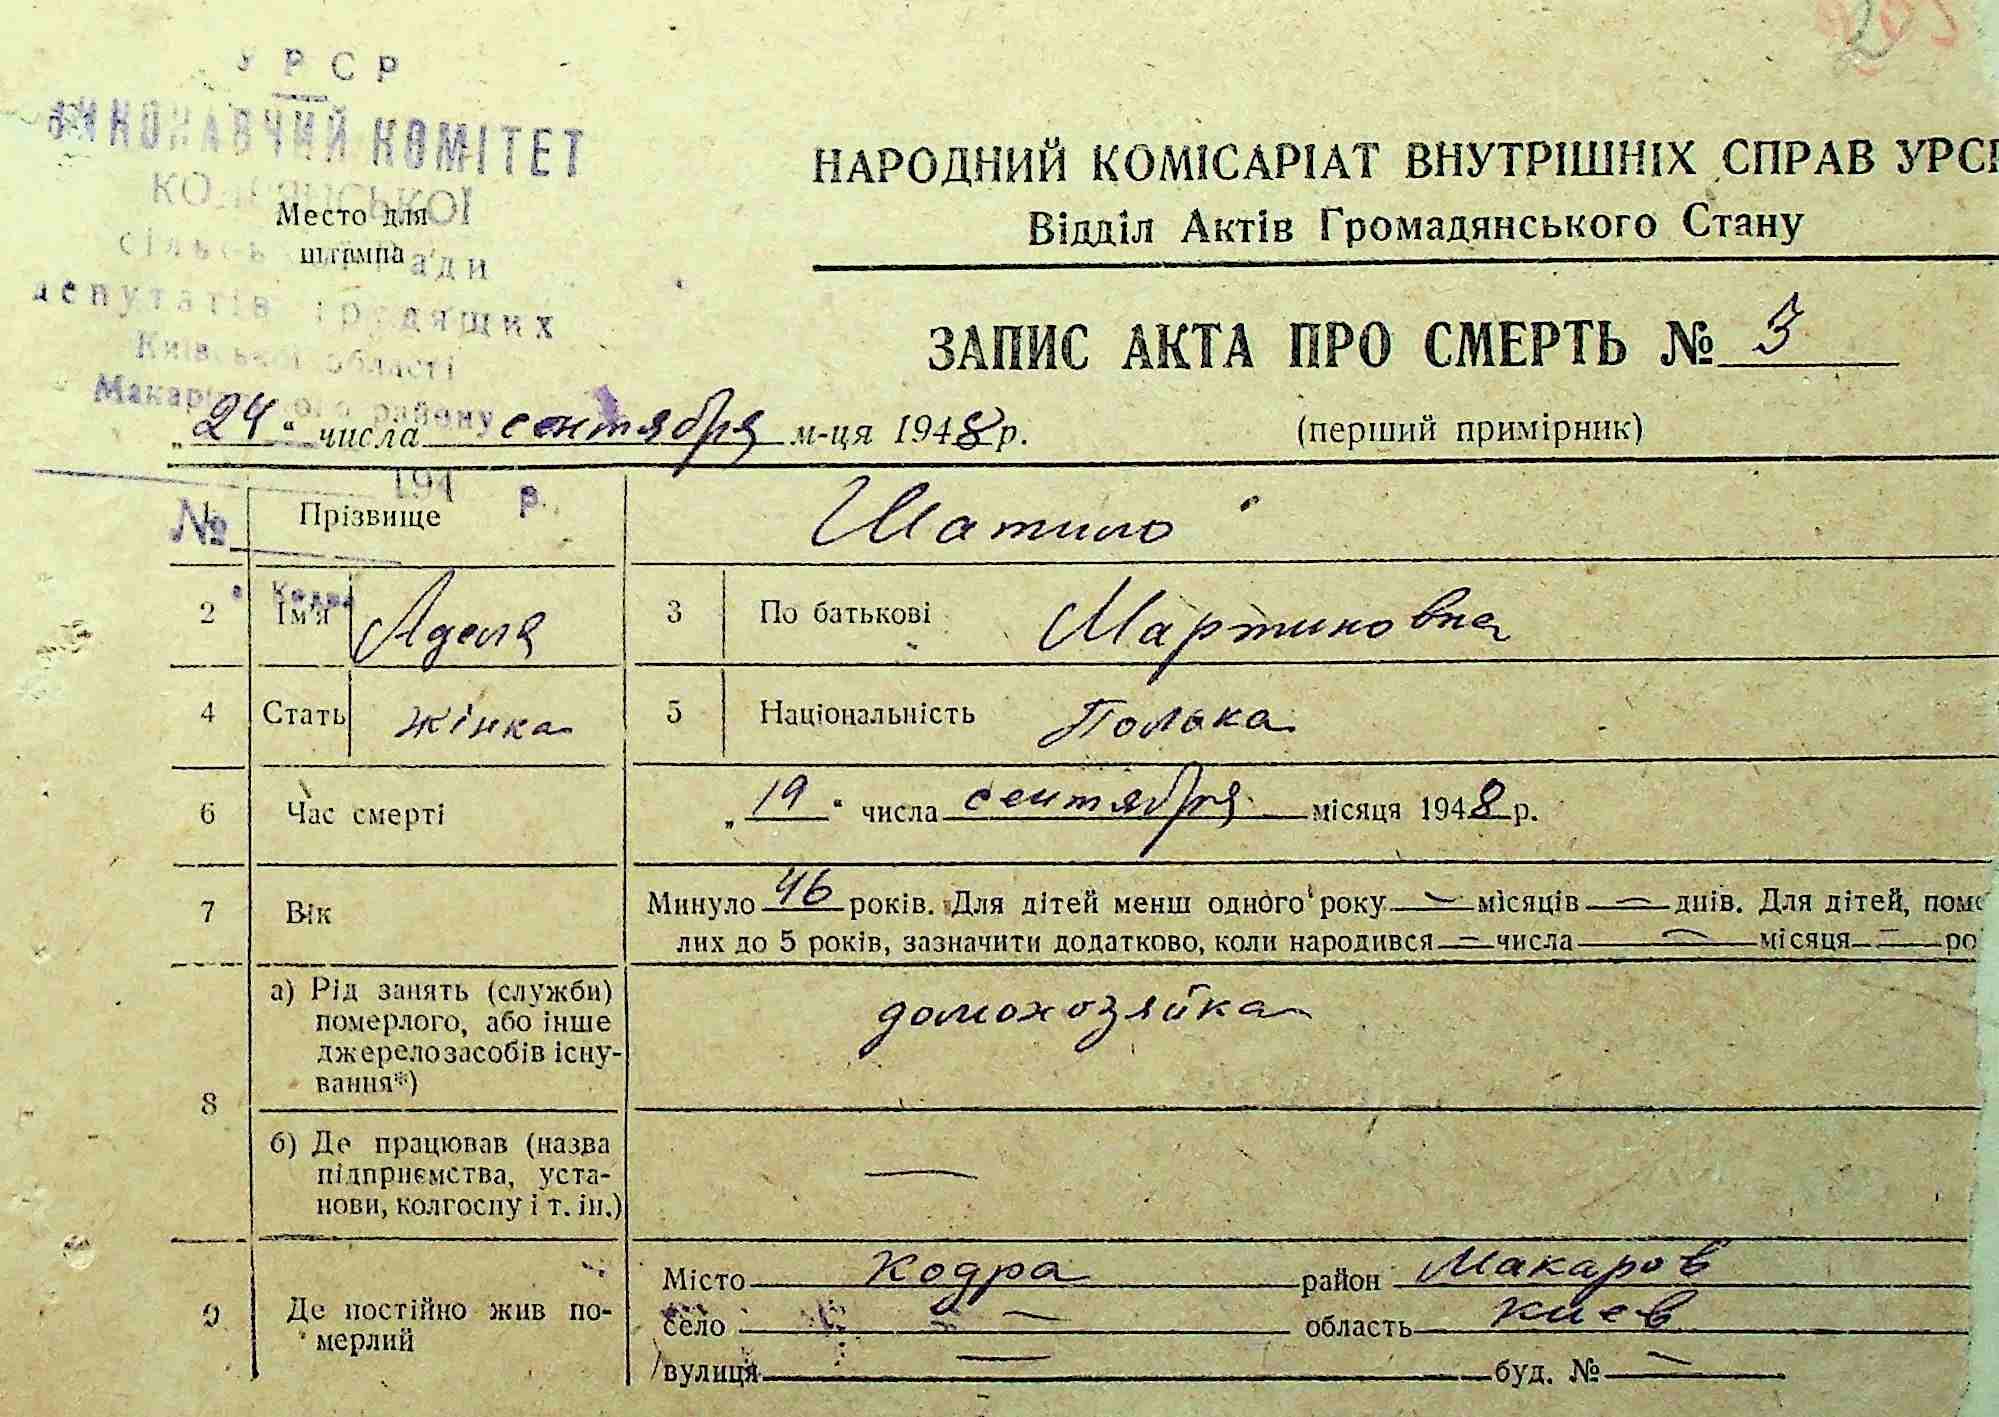 УРСР
ВИКОНАВЧИЙ КОМІТЕТ
Место для
штампа
депутатів трудящих
Київської області
Макарівського району
194 р.
№
НАРОДНИЙ КОМІСАРІАТ ВНУТРІШНІХ СПРАВ УРСР
Відділ Актів Громадянського Стану
ЗАПИС АКТА ПРО СМЕРТЬ № 3
„ 24 " числа сентября м-ця 1948 р. (перший примірник)
Прізвище Шатило
2 Ім'я Аделя 3 По батькові Мартиновна
4 Стать жінка 5 Національність Полька
6 Час смерті „ 19 " числа сентября місяця 1948 р.
7 Вік Минуло 46 років. Для дітей менш одного року — місяців — днів. Для дітей, поме
лих до 5 років, зазначити додатково, коли народився — числа — місяця — ро
8 а) Рід занять (служби) померлого, або інше джерело засобів існування*) домохозяйка
б) Де працював (назва підприємства, установи, колгоспу і т. ін.) —
9 Де постійно жив померлий
Місто Кодра район Макаров
село — область Киев
вулиця — буд. № —